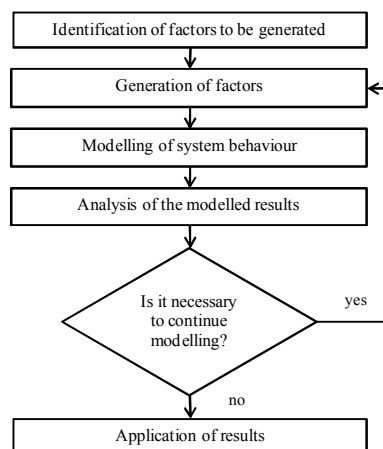 Identification of factors to be generated
Generation of factors
Modelling of system behaviour
Analysis of the modelled results
Is it necessary
to continue
modelling?
yes
no
Application of results